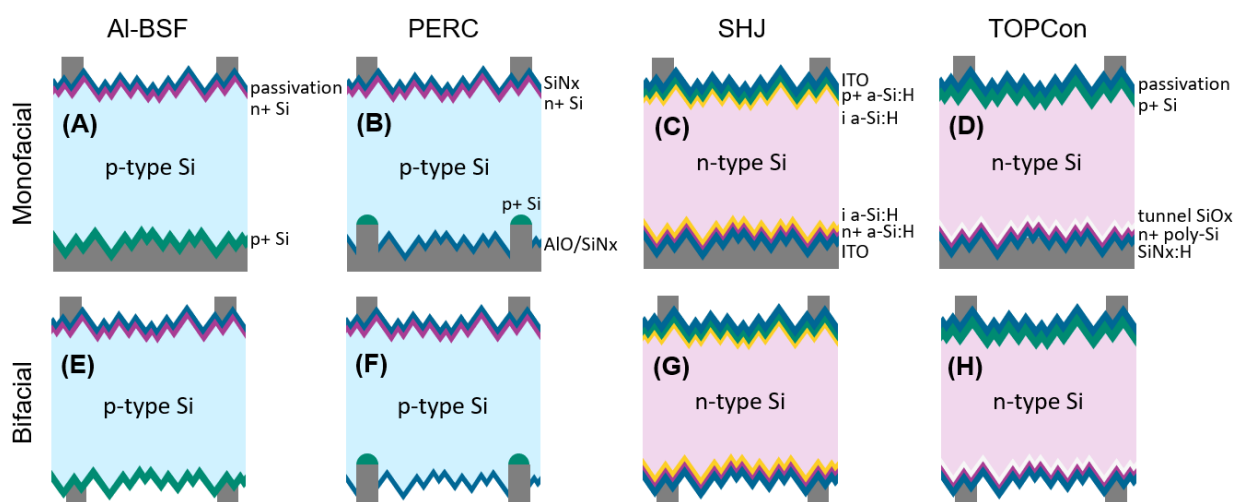 Al-BSF
PERC
SHJ
TOPCon
Monofacial
(A)
p-type Si
passivation
n+ Si
p+ Si
(B)
p-type Si
SiNx
n+ Si
p+ Si
AlO/SiNx
(C)
n-type Si
ITO
p+ a-Si:H
i a-Si:H
i a-Si:H
n+ a-Si:H
ITO
(D)
n-type Si
passivation
p+ Si
tunnel SiOx
n+ poly-Si
SiNx:H
Bifacial
(E)
p-type Si
(F)
p-type Si
(G)
n-type Si
(H)
n-type Si